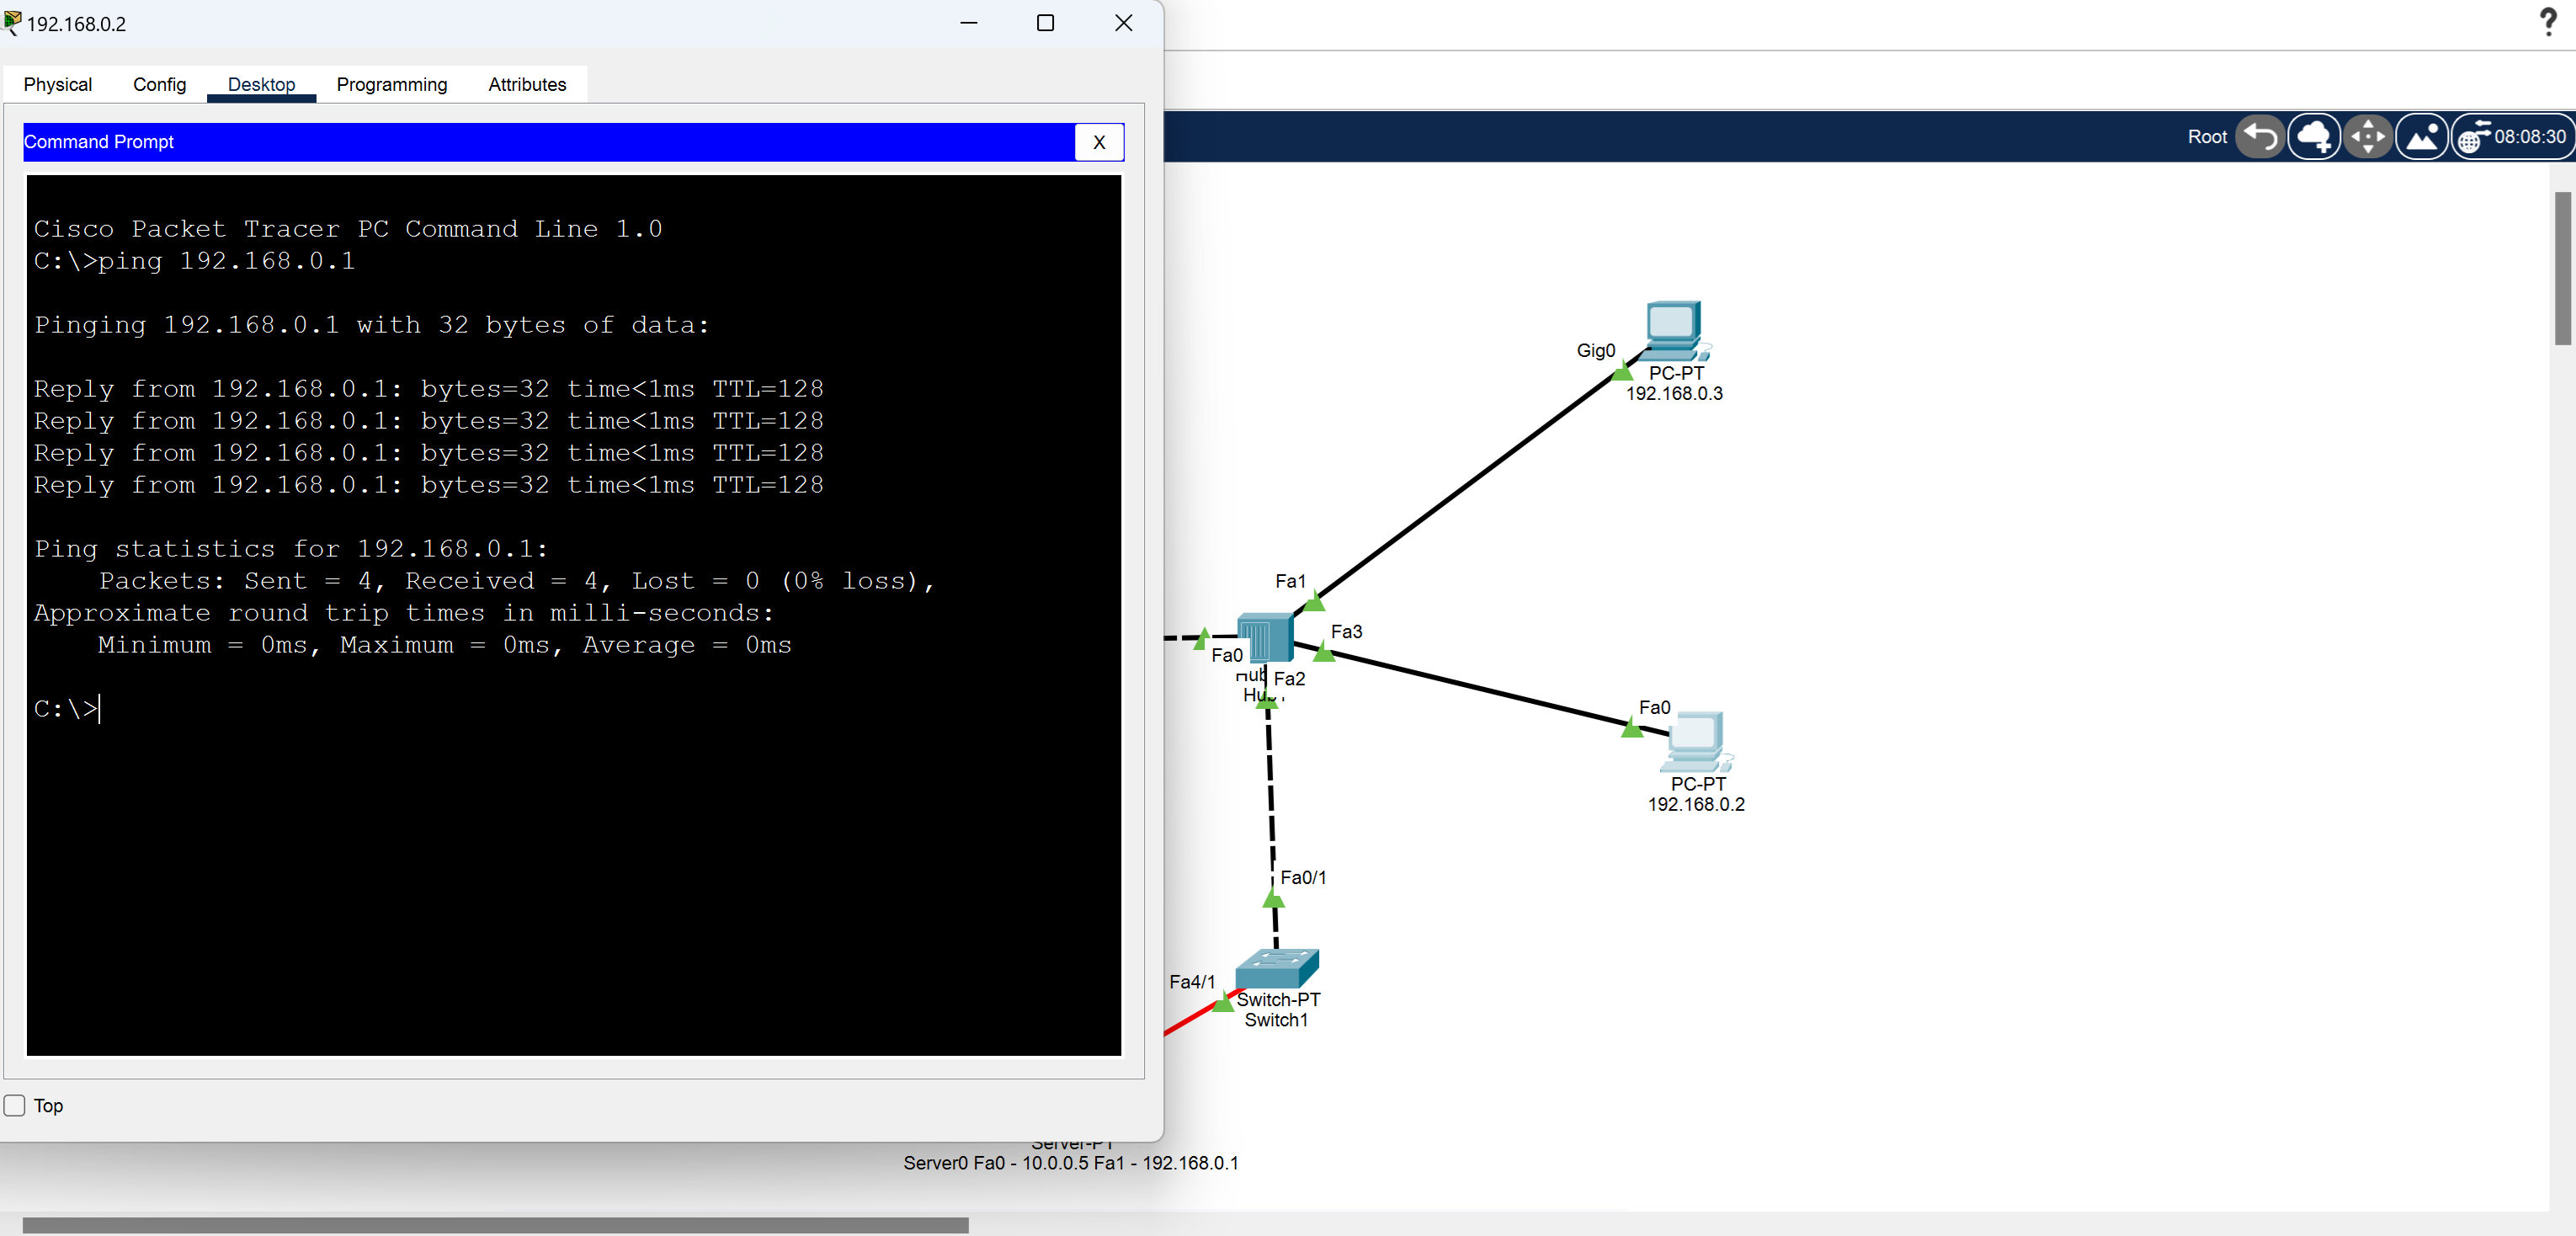 192.168.0.2
?
Physical Config Desktop Programming Attributes
Command Prompt X
Root 08:08:30
Cisco Packet Tracer PC Command Line 1.0
C:\>ping 192.168.0.1
Pinging 192.168.0.1 with 32 bytes of data:
Reply from 192.168.0.1: bytes=32 time<1ms TTL=128
Reply from 192.168.0.1: bytes=32 time<1ms TTL=128
Reply from 192.168.0.1: bytes=32 time<1ms TTL=128
Reply from 192.168.0.1: bytes=32 time<1ms TTL=128
Ping statistics for 192.168.0.1:
Packets: Sent = 4, Received = 4, Lost = 0 (0% loss),
Approximate round trip times in milli-seconds:
Minimum = 0ms, Maximum = 0ms, Average = 0ms
C:\>
Top
Gig0
PC-PT
192.168.0.3
Fa1
Fa3
Fa0
Fa2
Fa0
PC-PT
192.168.0.2
Fa0/1
Fa4/1
Switch-PT
Switch1
Server-PT
Server0 Fa0 - 10.0.0.5 Fa1 - 192.168.0.1